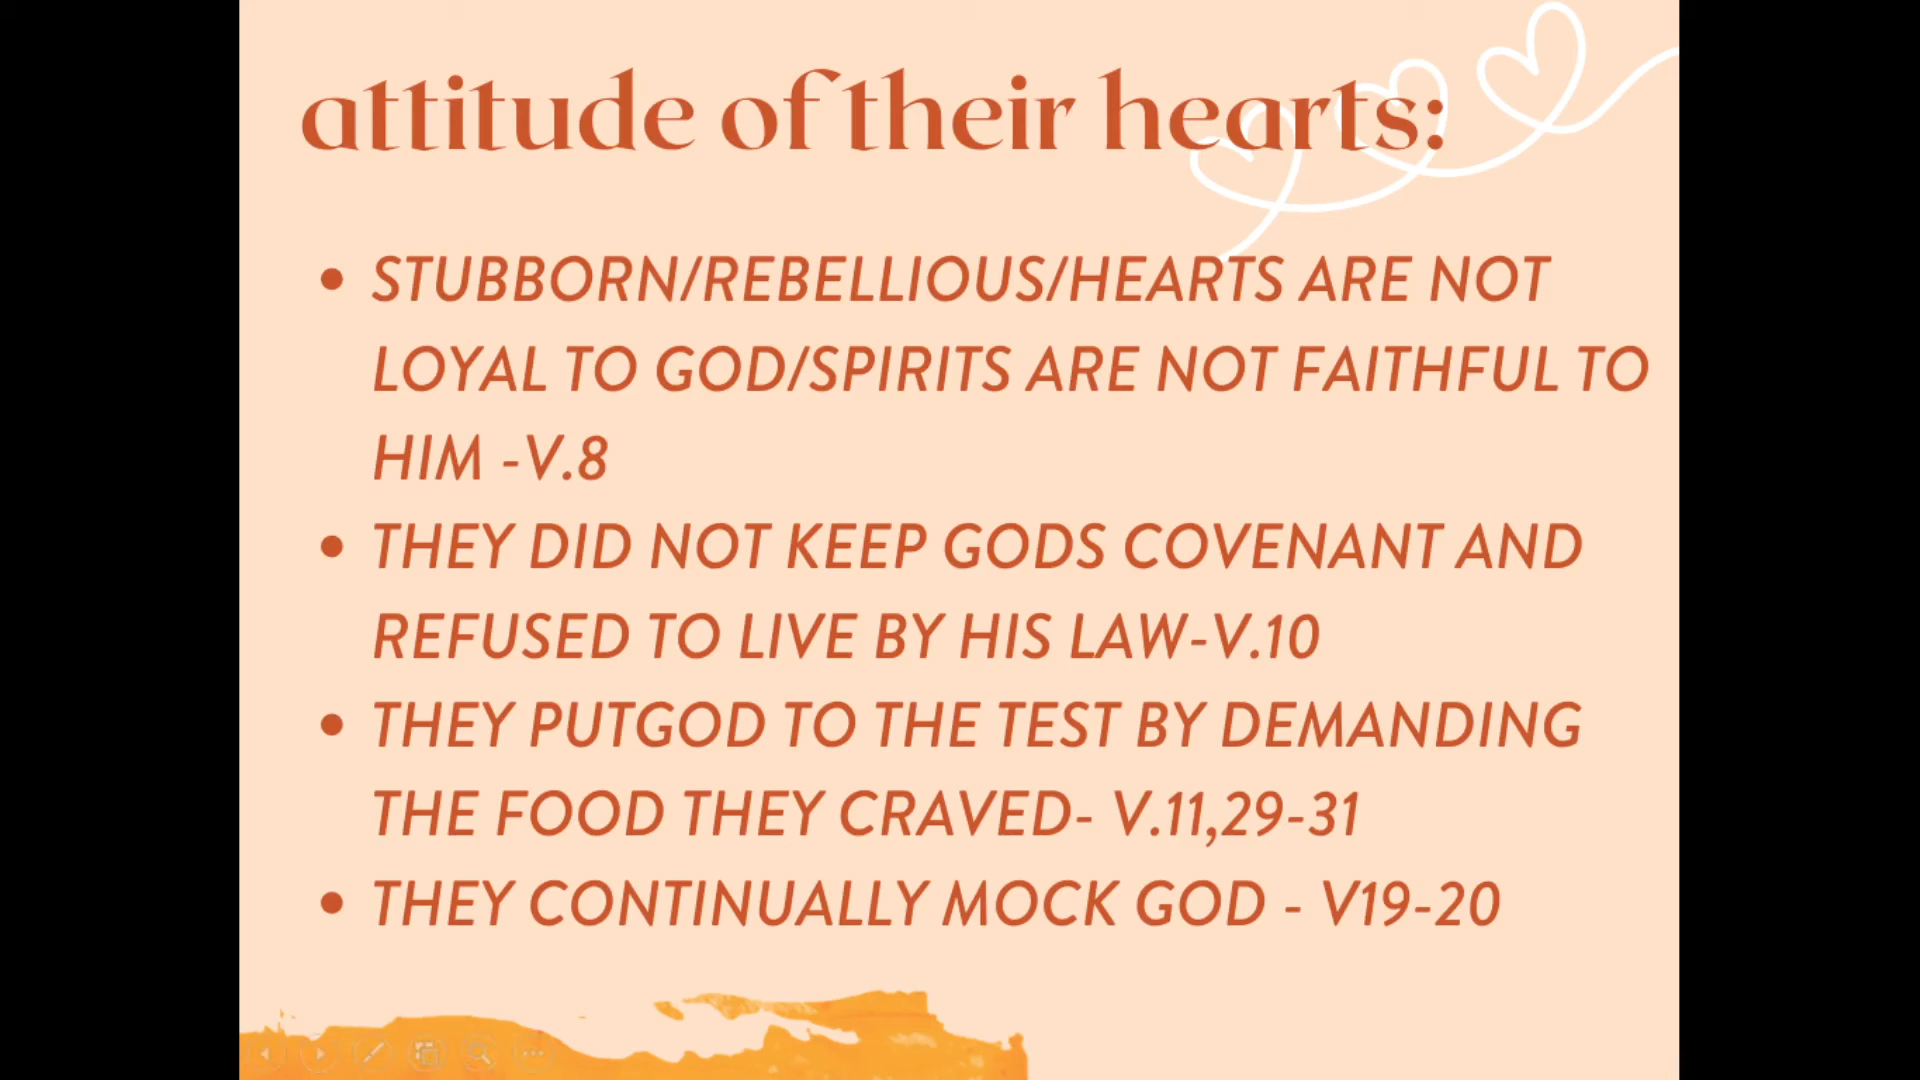 attitude of their hearts:
• STUBBORN/REBELLIOUS/HEARTS ARE NOT
LOYAL TO GOD/SPIRITS ARE NOT FAITHFUL TO
HIM -V.8
• THEY DID NOT KEEP GODS COVENANT AND
REFUSED TO LIVE BY HIS LAW-V.10
• THEY PUTGOD TO THE TEST BY DEMANDING
THE FOOD THEY CRAVED- V.11,29-31
• THEY CONTINUALLY MOCK GOD - V19-20